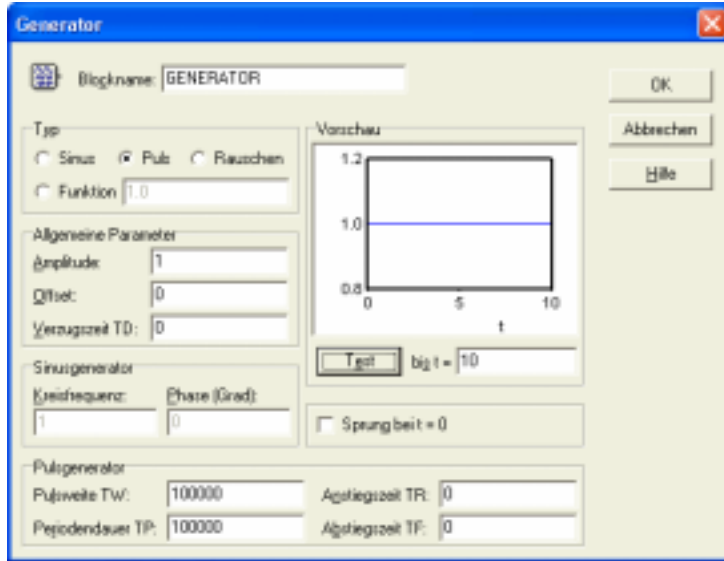 Generator
Blockname: GENERATOR
OK
Abbrechen
Hilfe
Typ
Sinus Puls Rauschen
Funktion 1.0
Vorschau
1.2
1.0
0.8
0 5 10
t
Test bis t = 10
Allgemeine Parameter
Amplitude: 1
Offset: 0
Verzugszeit TD: 0
Sinusgenerator
Kreisfrequenz: Phase (Grad):
1 0
Sprung bei t = 0
Pulsgenerator
Pulsweite TW: 100000 Anstiegszeit TR: 0
Periodendauer TP: 100000 Abstiegszeit TF: 0